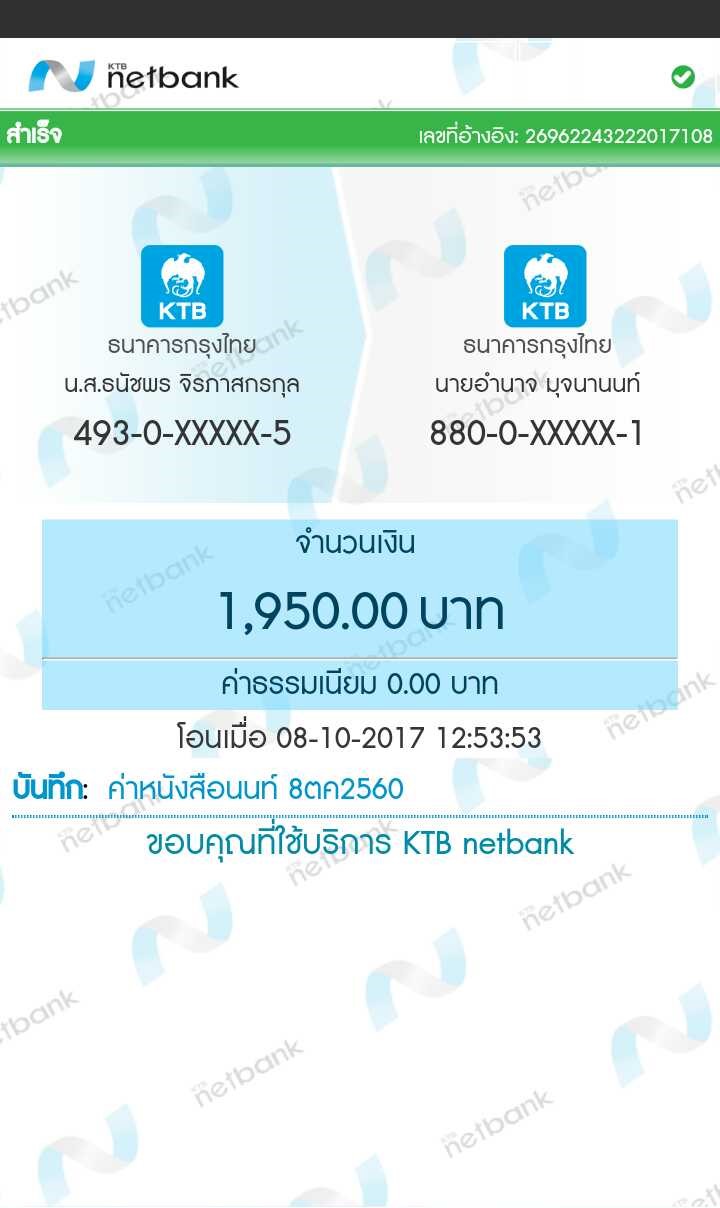 KTB
netbank
สำเร็จ
เลขที่อ้างอิง: 26962243222017108
KTB
ธนาคารกรุงไทย
น.ส.ธนัชพร จิรภาสกรกุล
493-0-XXXXX-5
KTB
ธนาคารกรุงไทย
นายอำนาจ มุจนานนท์
880-0-XXXXX-1
จำนวนเงิน
1,950.00 บาท
ค่าธรรมเนียม 0.00 บาท
โอนเมื่อ 08-10-2017 12:53:53
บันทึก: ค่าหนังสือนนท์ 8ตค2560
ขอบคุณที่ใช้บริการ KTB netbank